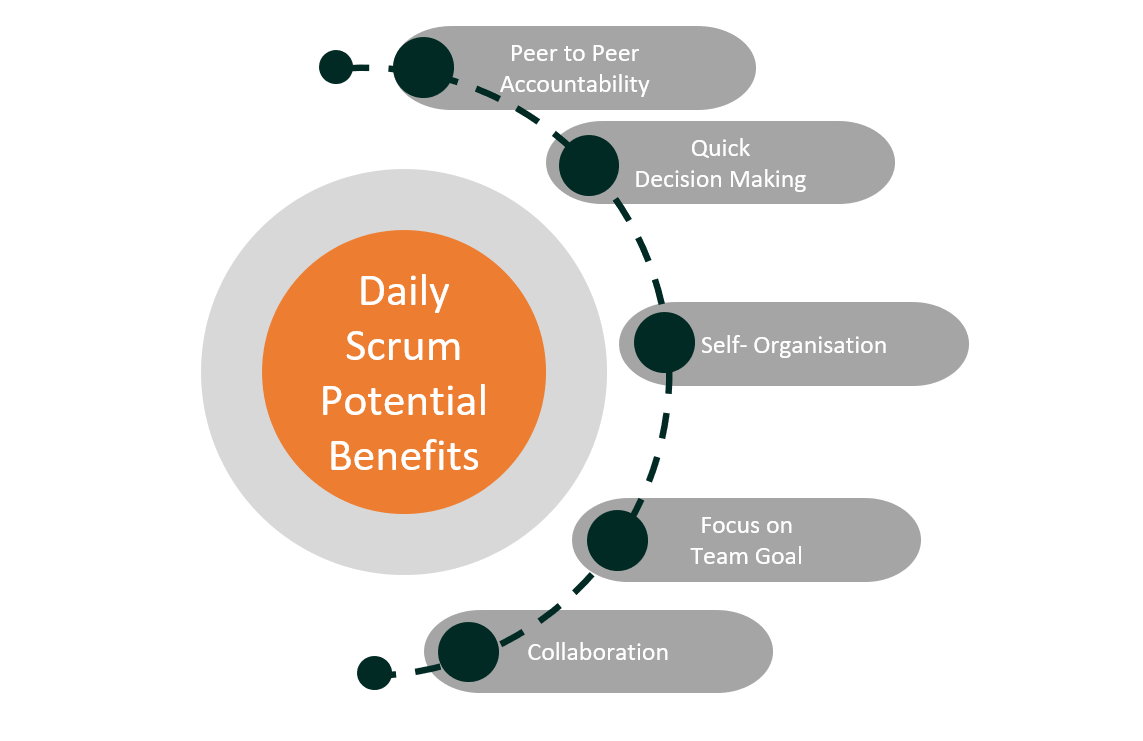 Daily
Scrum
Potential
Benefits
Peer to Peer
Accountability
Quick
Decision Making
Self- Organisation
Focus on
Team Goal
Collaboration